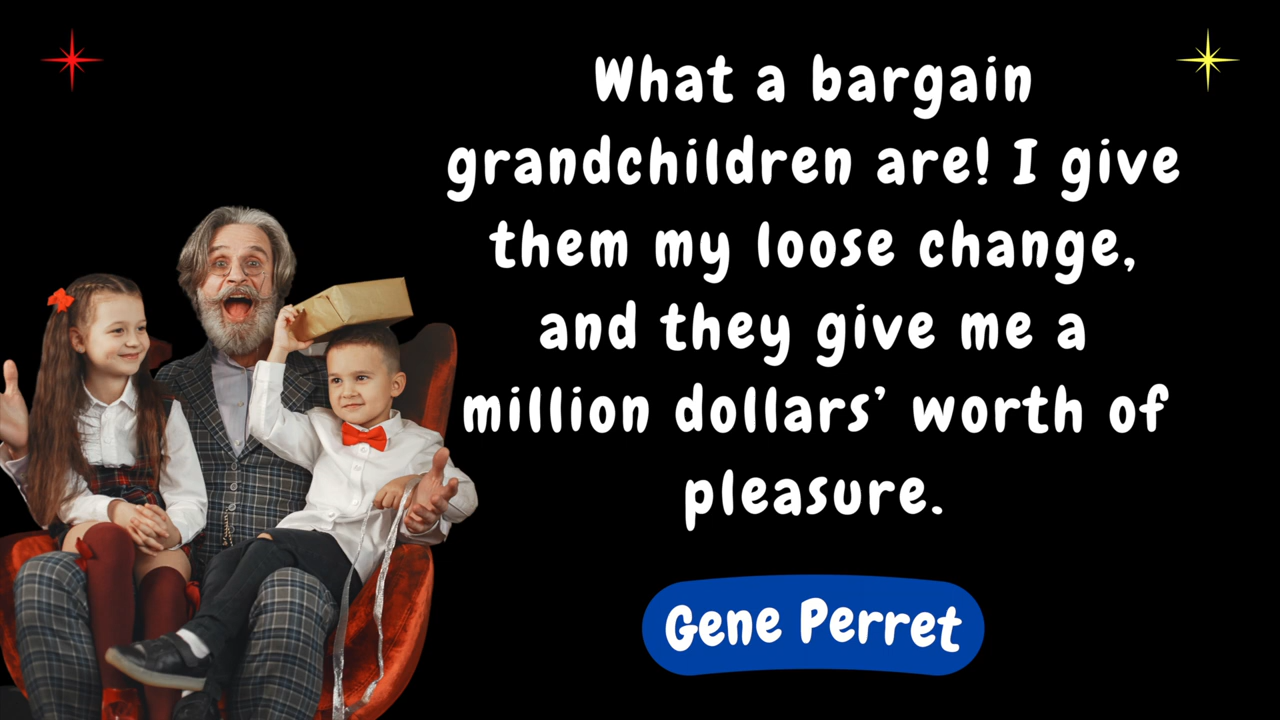 What a bargain
grandchildren are! I give
them my loose change,
and they give me a
million dollars’ worth of
pleasure.
Gene Perret